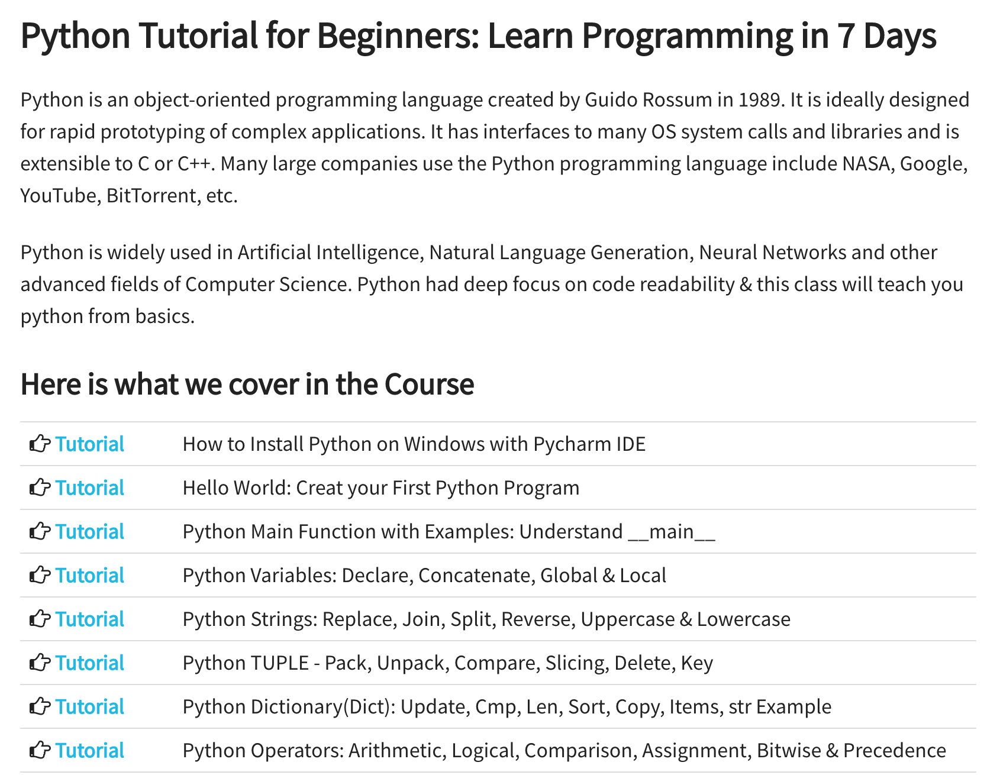 Python Tutorial for Beginners: Learn Programming in 7 Days
Python is an object-oriented programming language created by Guido Rossum in 1989. It is ideally designed
for rapid prototyping of complex applications. It has interfaces to many OS system calls and libraries and is
extensible to C or C++. Many large companies use the Python programming language include NASA, Google,
YouTube, BitTorrent, etc.
Python is widely used in Artificial Intelligence, Natural Language Generation, Neural Networks and other
advanced fields of Computer Science. Python had deep focus on code readability & this class will teach you
python from basics.
Here is what we cover in the Course
Tutorial How to Install Python on Windows with Pycharm IDE
Tutorial Hello World: Creat your First Python Program
Tutorial Python Main Function with Examples: Understand __main__
Tutorial Python Variables: Declare, Concatenate, Global & Local
Tutorial Python Strings: Replace, Join, Split, Reverse, Uppercase & Lowercase
Tutorial Python TUPLE - Pack, Unpack, Compare, Slicing, Delete, Key
Tutorial Python Dictionary(Dict): Update, Cmp, Len, Sort, Copy, Items, str Example
Tutorial Python Operators: Arithmetic, Logical, Comparison, Assignment, Bitwise & Precedence